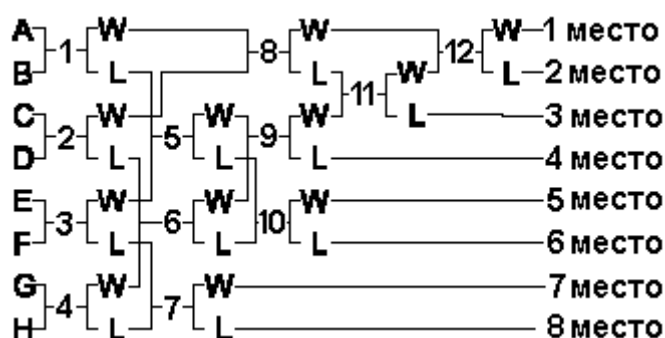 A W W W 1 место
1 8 12
B L L W L 2 место
11
C W W L 3 место
2 5 W 9
D L L L 4 место
E W W W 5 место
3 6 10
F L L L 6 место
G W W 7 место
4 7
H L L 8 место